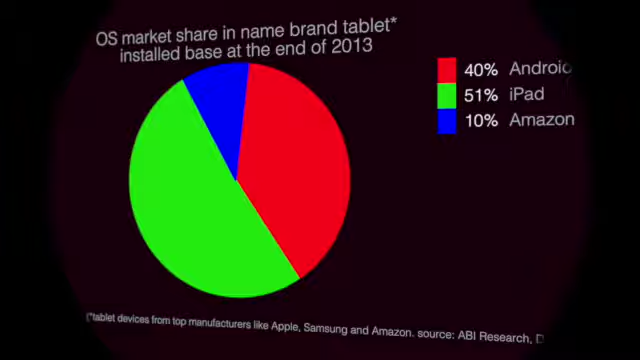 OS market share in name brand tablet*
installed base at the end of 2013
40% Android
51% iPad
10% Amazon
(*tablet devices from top manufacturers like Apple, Samsung and Amazon. source: ABI Research,